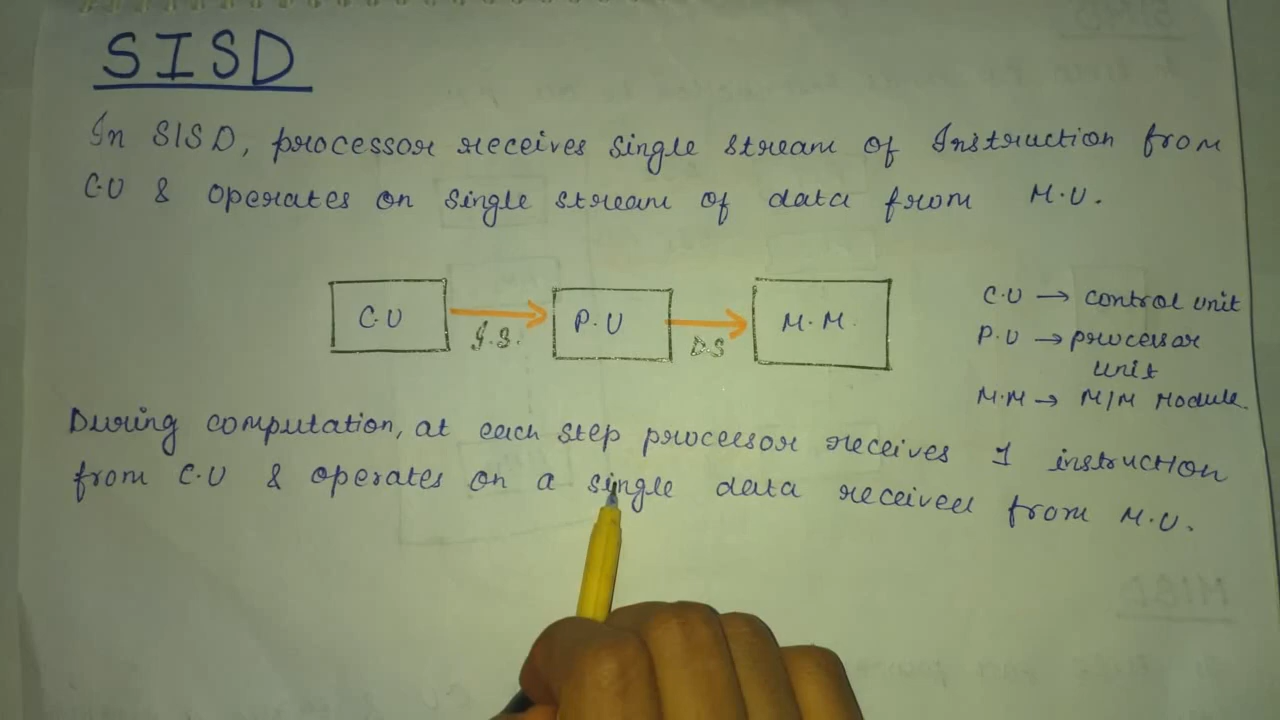 SISD
In SISD, processor receives single stream of Instruction from
C.U & operates on single stream of data from M.U.
C.U
I.S.
P.U
D.S
M.M.
C.U → control unit
P.U → processor
unit
M.M → M/M Module.
During computation, at each step processor receives 1 instruction
from C.U & operates on a single data received from M.U.
MISD